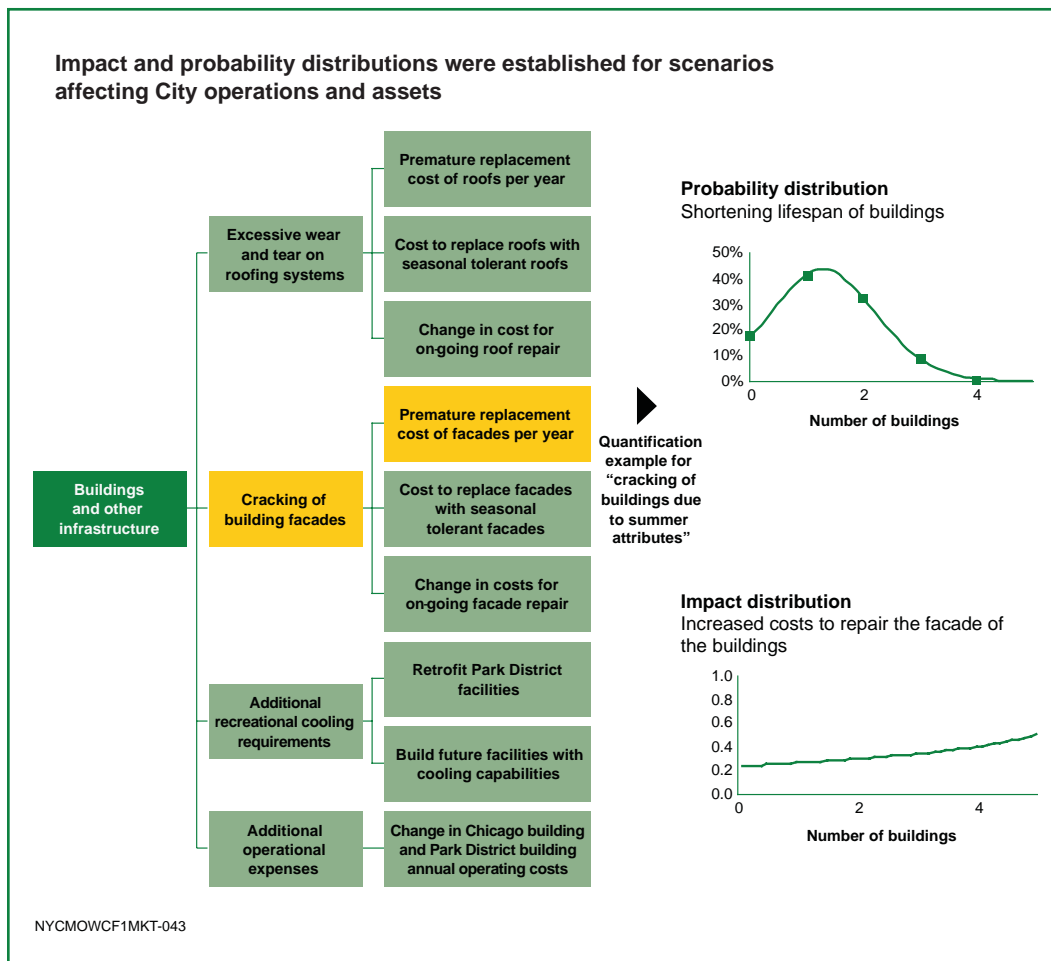 Impact and probability distributions were established for scenarios
affecting City operations and assets
Buildings
and other
infrastructure
Excessive wear
and tear on
roofing systems
Premature replacement
cost of roofs per year
Cost to replace roofs with
seasonal tolerant roofs
Change in cost for
on-going roof repair
Cracking of
building facades
Premature replacement
cost of facades per year
Cost to replace facades
with seasonal
tolerant facades
Change in costs for
on-going facade repair
Additional
recreational cooling
requirements
Retrofit Park District
facilities
Build future facilities with
cooling capabilities
Additional
operational
expenses
Change in Chicago building
and Park District building
annual operating costs
Quantification
example for
“cracking of
buildings due
to summer
attributes”
Probability distribution
Shortening lifespan of buildings
50%
40%
30%
20%
10%
0%
0 2 4
Number of buildings
Impact distribution
Increased costs to repair the facade of
the buildings
1.0
0.8
0.6
0.4
0.2
0.0
0 2 4
Number of buildings
NYCMOWCF1MKT-043